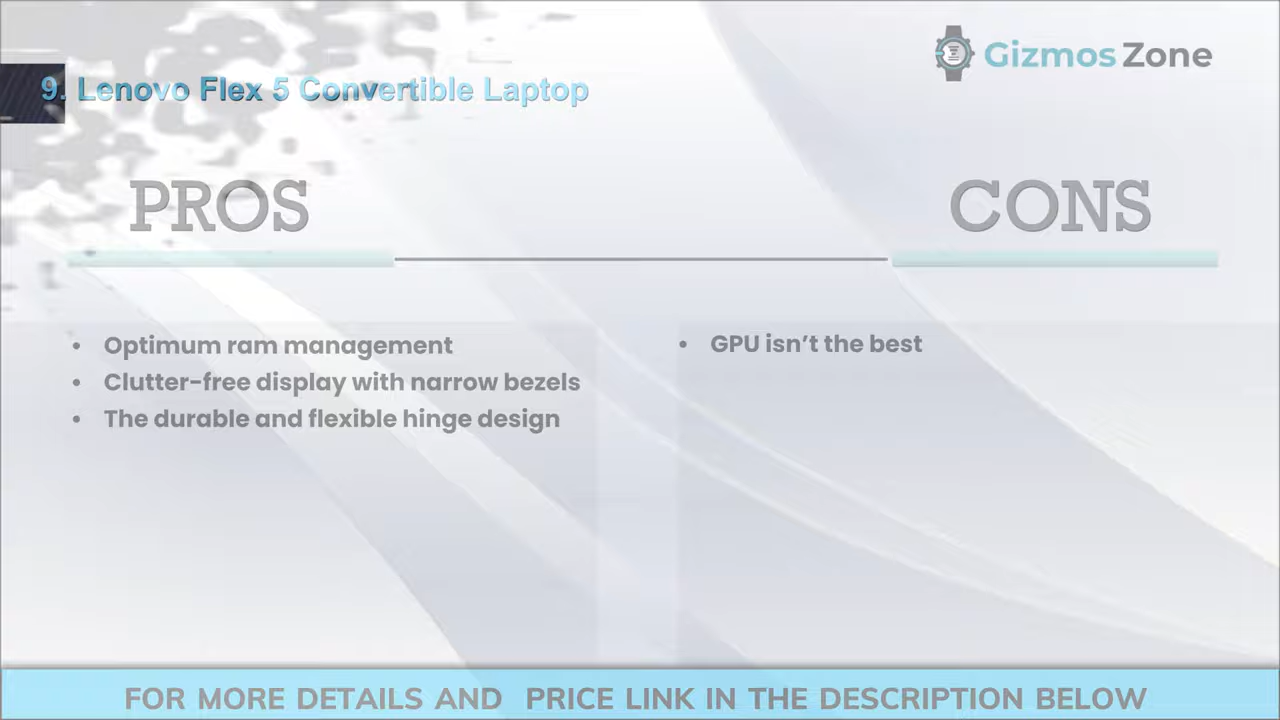 Gizmos Zone
9. Lenovo Flex 5 Convertible Laptop
PROS
CONS
• Optimum ram management
• Clutter-free display with narrow bezels
• The durable and flexible hinge design
• GPU isn’t the best
FOR MORE DETAILS AND PRICE LINK IN THE DESCRIPTION BELOW